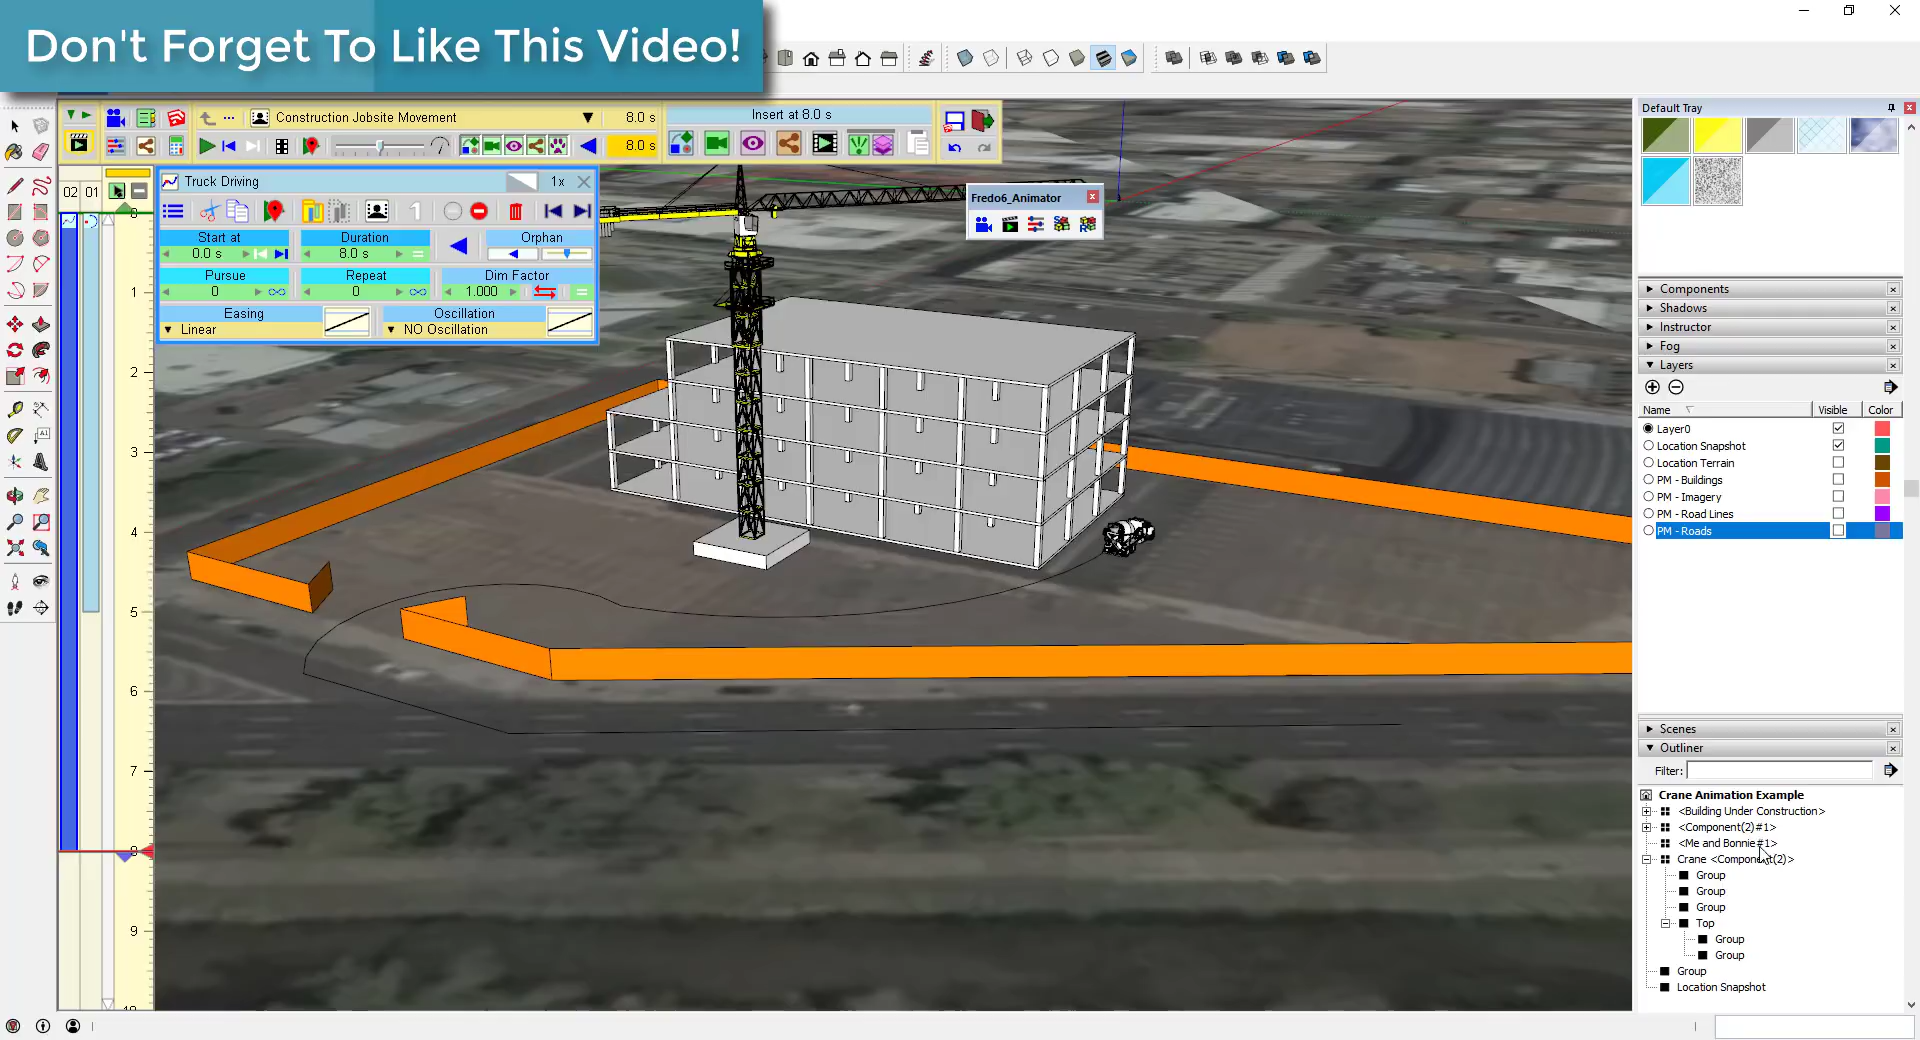 Don't Forget To Like This Video!
Construction Jobsite Movement
8.0 s
Insert at 8.0 s
8.0 s
02 01
Truck Driving
1x
Start at
Duration
Orphan
0.0 s
8.0 s
Pursue
Repeat
Dim Factor
0
0
1.000
Easing
Oscillation
Linear
NO Oscillation
Fredo6_Animator
0
1
2
3
4
5
6
7
8
9
Default Tray
Components
Shadows
Instructor
Fog
Layers
Name
Visible
Color
Layer0
Location Snapshot
Location Terrain
PM - Buildings
PM - Imagery
PM - Road Lines
PM - Roads
Scenes
Outliner
Filter:
Crane Animation Example
<Building Under Construction>
<Component(2)#1>
<Me and Bonnie#1>
Crane <Component(2)>
Group
Group
Group
Top
Group
Group
Group
Location Snapshot